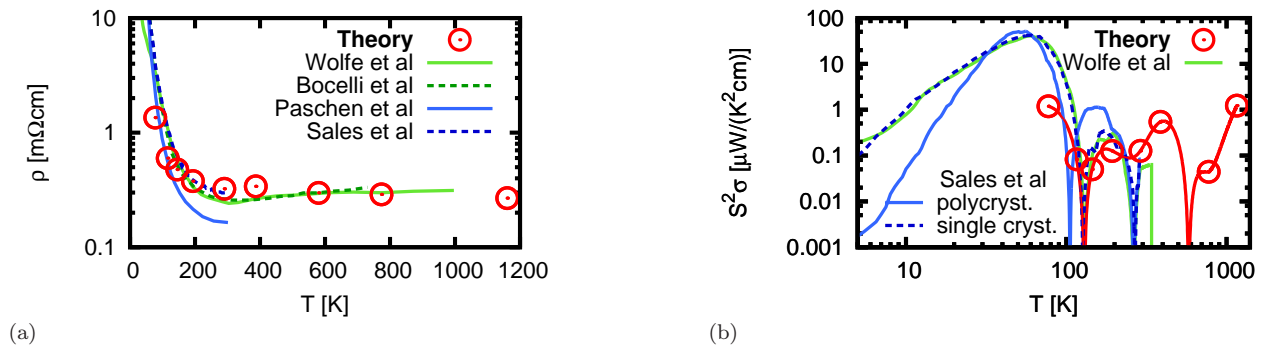 10
1
0.1
ρ [mΩcm]
Theory
Wolfe et al
Bocelli et al
Paschen et al
Sales et al
0 200 400 600 800 1000 1200
T [K]
(a)
100
10
1
0.1
0.01
0.001
S²σ [μW/(K²cm)]
Theory
Wolfe et al
Sales et al
polycryst.
single cryst.
10 100 1000
T [K]
(b)